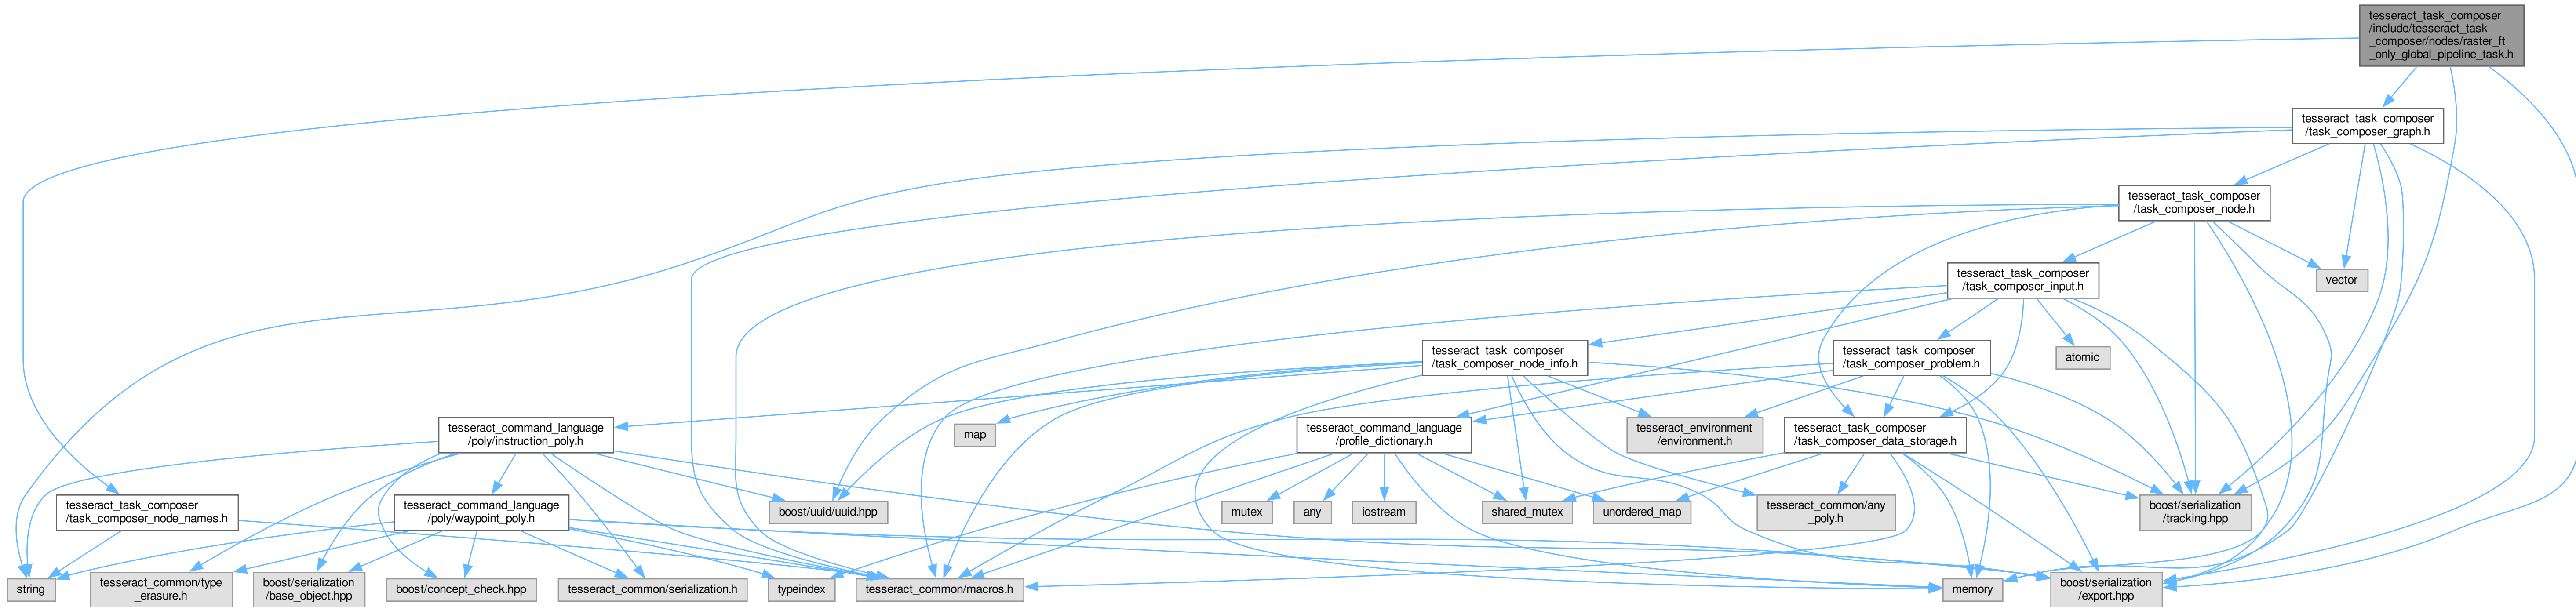 tesseract_task_composer
/include/tesseract_task
_composer/nodes/raster_ft
_only_global_pipeline_task.h
tesseract_task_composer
/task_composer_graph.h
tesseract_task_composer
/task_composer_node.h
tesseract_task_composer
/task_composer_input.h
vector
tesseract_task_composer
/task_composer_node_info.h
tesseract_task_composer
/task_composer_problem.h
atomic
tesseract_command_language
/poly/instruction_poly.h
map
tesseract_command_language
/profile_dictionary.h
tesseract_environment
/environment.h
tesseract_task_composer
/task_composer_data_storage.h
tesseract_task_composer
/task_composer_node_names.h
tesseract_command_language
/poly/waypoint_poly.h
boost/uuid/uuid.hpp
mutex
any
iostream
shared_mutex
unordered_map
tesseract_common/any
_poly.h
boost/serialization
/tracking.hpp
string
tesseract_common/type
_erasure.h
boost/serialization
/base_object.hpp
boost/concept_check.hpp
tesseract_common/serialization.h
typeindex
tesseract_common/macros.h
memory
boost/serialization
/export.hpp